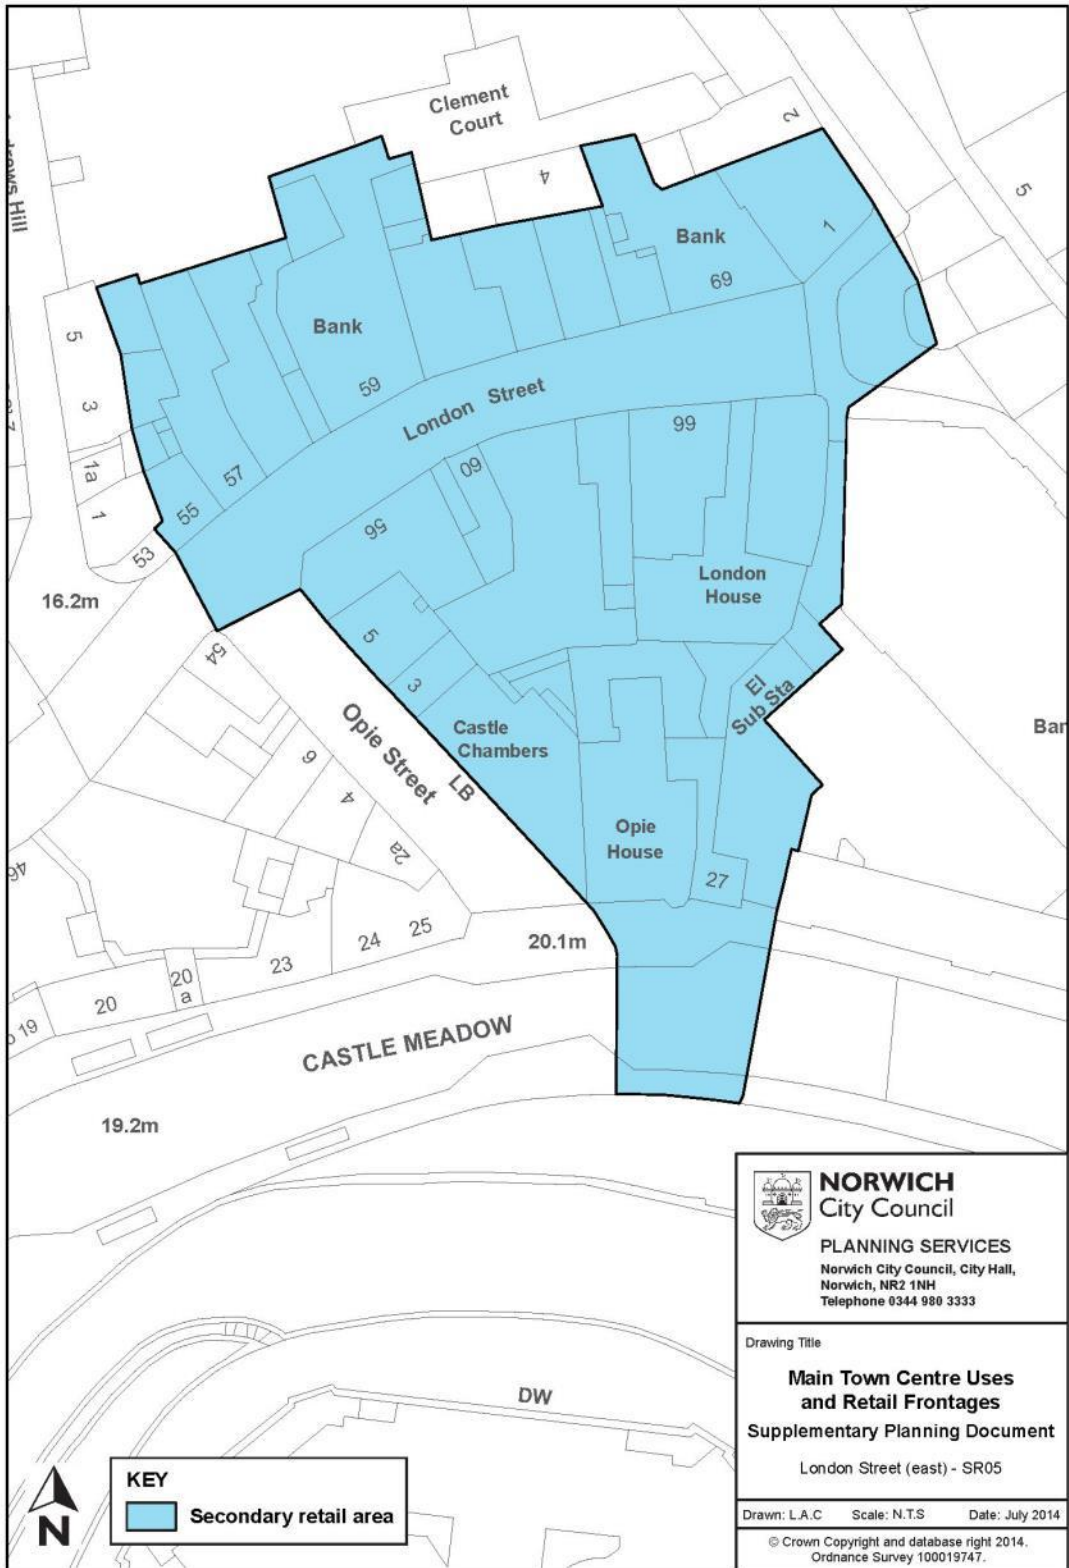 Clement
Court
2
5
4
drews Hill
Bank
1
69
Bank
59
London Street
5
3
1a
1
57
55
53
60
56
66
16.2m
London
House
5
3
54
El
Sub Sta
Castle
Chambers
Opie Street
LB
6
4
2a
Opie
House
27
46
25
24
23
20.1m
20
a
20
19
CASTLE MEADOW
19.2m
DW
NORWICH
City Council
PLANNING SERVICES
Norwich City Council, City Hall,
Norwich, NR2 1NH
Telephone 0344 980 3333
Drawing Title
Main Town Centre Uses
and Retail Frontages
Supplementary Planning Document
London Street (east) - SR05
Drawn: L.A.C Scale: N.T.S Date: July 2014
© Crown Copyright and database right 2014.
Ordnance Survey 100019747.
KEY
Secondary retail area
N